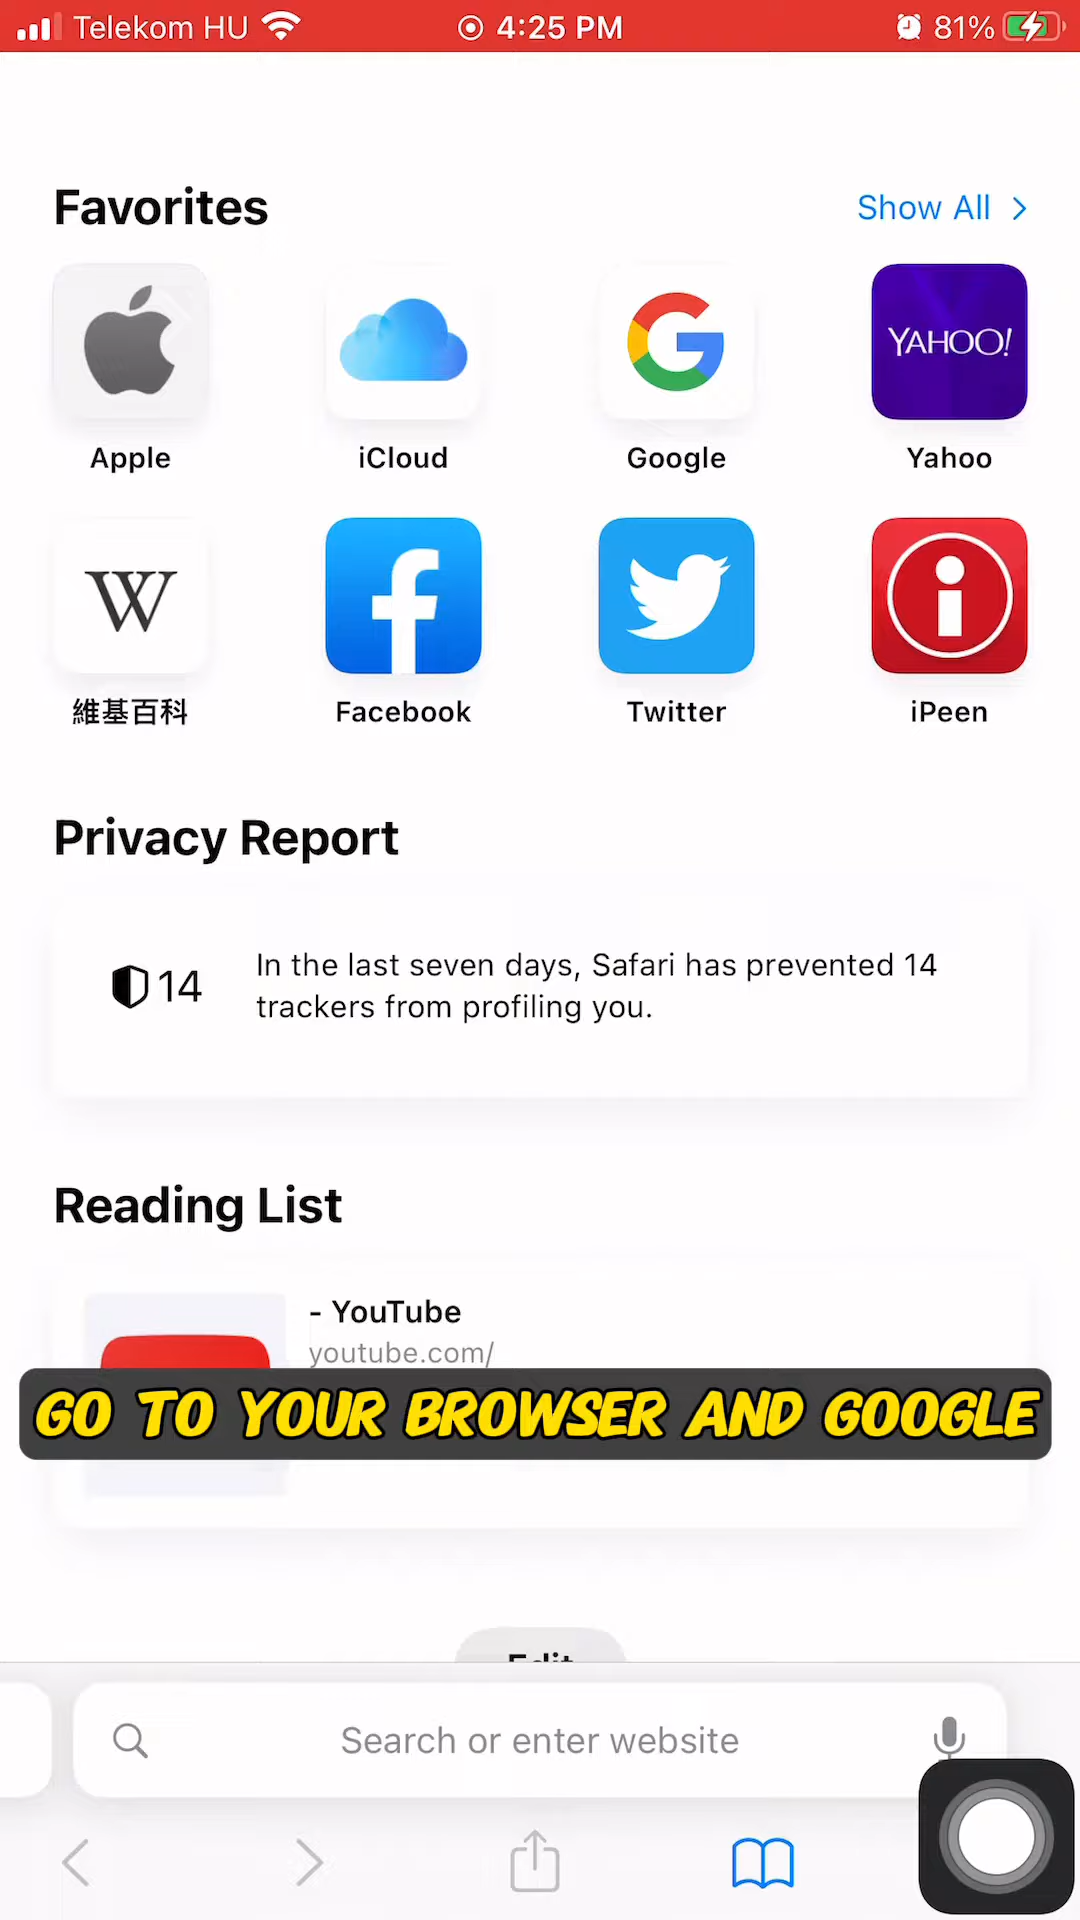 Telekom HU 4:25 PM 81%
Favorites Show All
YAHOO!
Apple iCloud Google Yahoo
W
維基百科 Facebook Twitter iPeen
Privacy Report
14 In the last seven days, Safari has prevented 14
trackers from profiling you.
Reading List
- YouTube
youtube.com/
GO TO YOUR BROWSER AND GOOGLE
Edit
Search or enter website